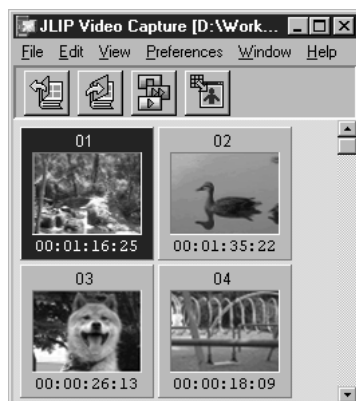 JLIP Video Capture [D:\Work...
File Edit View Preferences Window Help
01 02
00:01:16:25 00:01:35:22
03 04
00:00:26:13 00:00:18:09